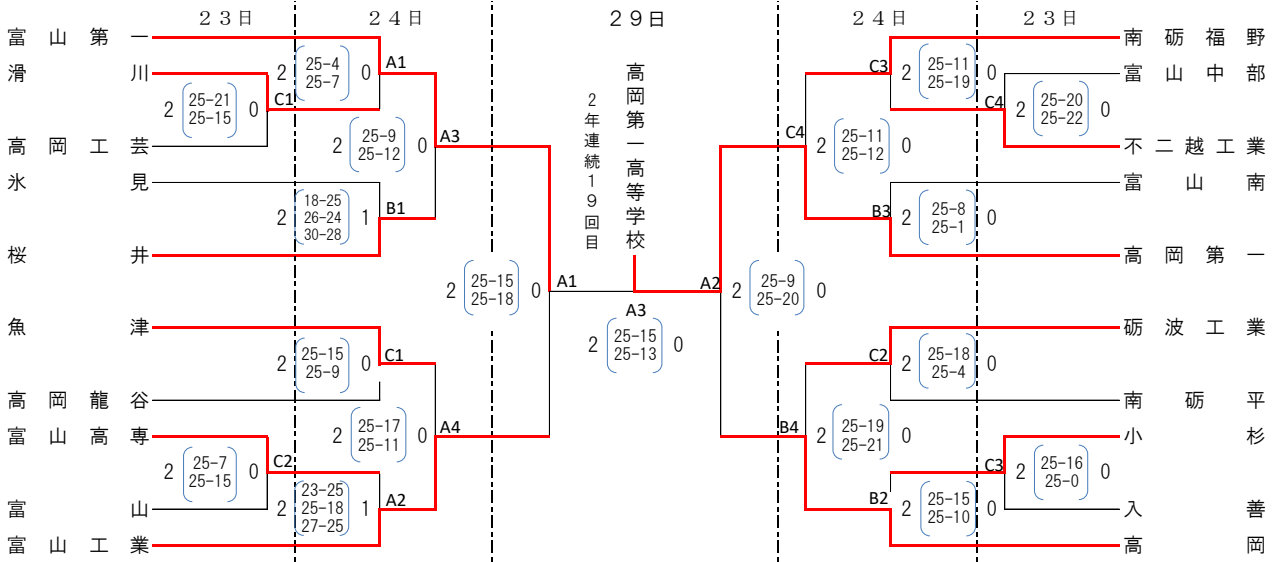 23日 24日 29日 24日 23日
富山第一
滑川
高岡工芸
氷見
桜井
魚津
高岡龍谷
富山高専
富山
富山工業
2 25-21 0
25-15
C1
2 25-4 0
25-7
A1
2 25-9 0
25-12
A3
2 18-25 1
26-24
30-28
B1
2 25-15 0
25-18
A1
2 25-15 0
25-9
C1
2 25-17 0
25-11
A4
2 25-7 0
25-15
C2
2 23-25 1
25-18
27-25
A2
高岡第一高等学校
2年連続19回目
A3
2 25-15 0
25-13
A2
2 25-9 0
25-20
C4
2 25-11 0
25-12
C3
2 25-11 0
25-19
C4
2 25-20 0
25-22
B3
2 25-8 0
25-1
C2
2 25-18 0
25-4
B4
2 25-19 0
25-21
C3
2 25-16 0
25-0
B2
2 25-15 0
25-10
南砺福野
富山中部
不二越工業
富山南
高岡第一
砺波工業
南砺平
小杉
入善
高岡